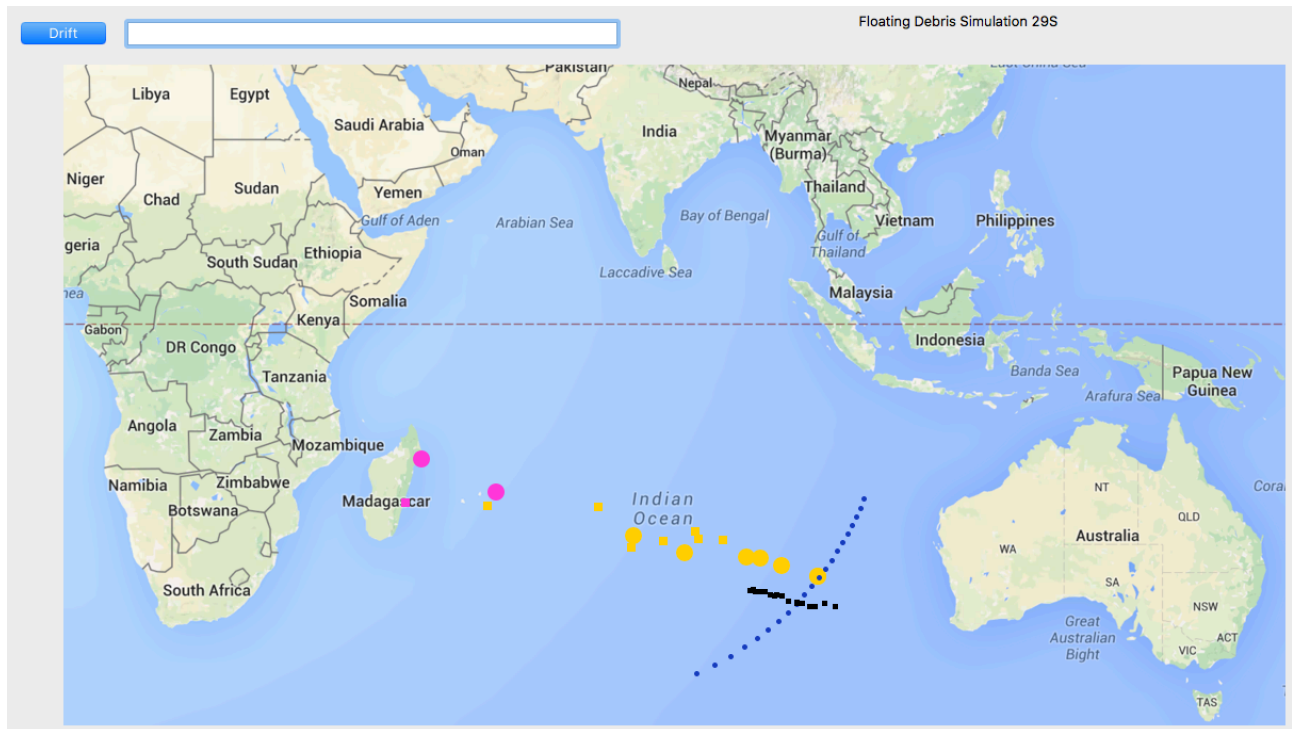 Drift
Floating Debris Simulation 29S
East China Sea
Pakistan
Nepal
Libya
Egypt
Saudi Arabia
India
Myanmar
(Burma)
Oman
Niger
Chad
Sudan
Yemen
Thailand
Gulf of Aden
Arabian Sea
Bay of Bengal
Vietnam
Philippines
geria
Gulf of
Thailand
South Sudan
Ethiopia
Laccadive Sea
nea
Somalia
Malaysia
Gabon
Kenya
DR Congo
Indonesia
Tanzania
Banda Sea
Papua New
Guinea
Arafura Sea
Angola
Zambia
Mozambique
Namibia
Zimbabwe
Botswana
Madagascar
Indian
Ocean
NT
Cora
QLD
Australia
WA
SA
South Africa
NSW
Great
Australian
Bight
ACT
VIC
TAS